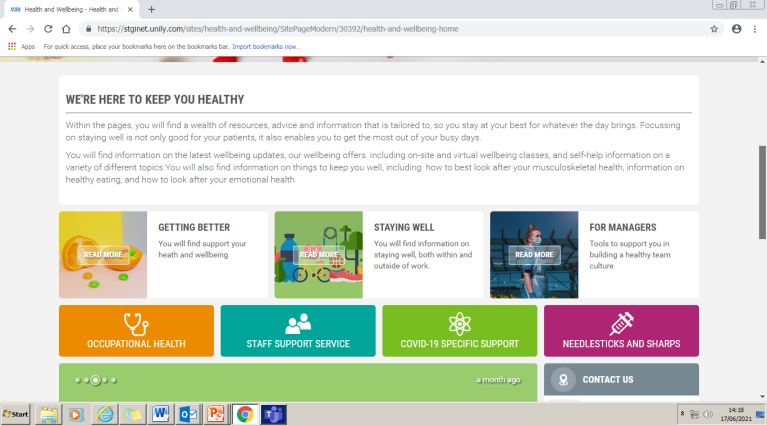 Health and Wellbeing - Health and
https://stginet.unily.com/sites/health-and-wellbeing/SitePageModern/30392/health-and-wellbeing-home
Apps For quick access, place your bookmarks here on the bookmarks bar. Import bookmarks now...
WE'RE HERE TO KEEP YOU HEALTHY
Within the pages, you will find a wealth of resources, advice and information that is tailored to, so you stay at your best for whatever the day brings. Focussing
on staying well is not only good for your patients, it also enables you to get the most out of your busy days.
You will find information on the latest wellbeing updates, our wellbeing offers. including on-site and virtual wellbeing classes, and self-help information on a
variety of different topics.You will also find information on things to keep you well, including how to best look after your musculoskeletal health, information on
healthy eating, and how to look after your emotional health.
READ MORE
GETTING BETTER
You will find support your
heath and wellbeing
READ MORE
STAYING WELL
You will find information on
staying well, both within and
outside of work.
READ MORE
FOR MANAGERS
Tools to support you in
building a healthy team
culture
OCCUPATIONAL HEALTH
STAFF SUPPORT SERVICE
COVID-19 SPECIFIC SUPPORT
NEEDLESTICKS AND SHARPS
a month ago
CONTACT US
Start
14:18
17/06/2021